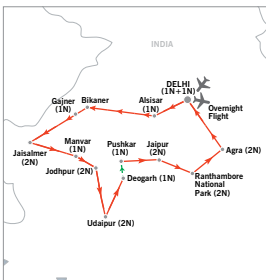 INDIA
DELHI
(1N+1N)
Overnight
Flight
Alsisar
(1N)
Bikaner
Gajner
(1N)
Jaisalmer
(2N)
Manvar
(1N)
Jodhpur (2N)
Pushkar
(1N)
Jaipur
(2N)
Deogarh (1N)
Agra (2N)
Ranthambore
National
Park (2N)
Udaipur (2N)